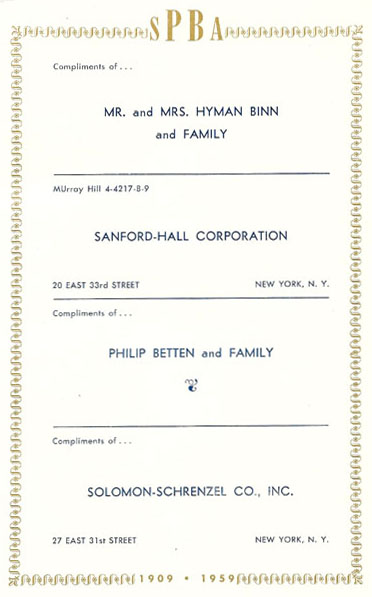 SPBA
Compliments of . . .
MR. and MRS. HYMAN BINN
and FAMILY
MUrray Hill 4-4217-8-9
SANFORD-HALL CORPORATION
20 EAST 33rd STREET NEW YORK, N. Y.
Compliments of . . .
PHILIP BETTEN and FAMILY
Compliments of . . .
SOLOMON-SCHRENZEL CO., INC.
27 EAST 31st STREET NEW YORK, N. Y.
1909 • 1959